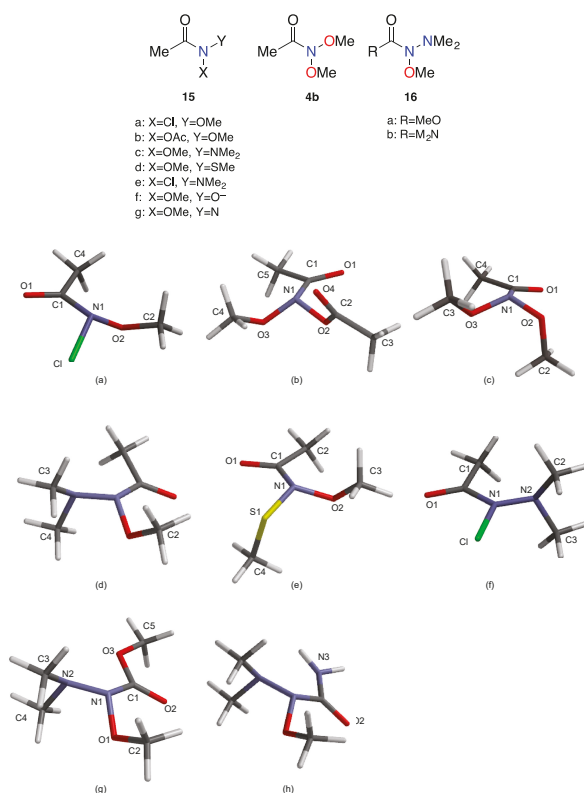 O Y
Me N
X
15
O
Me N OMe
OMe
4b
O
R N NMe2
OMe
16
a: X=Cl, Y=OMe
b: X=OAc, Y=OMe
c: X=OMe, Y=NMe2
d: X=OMe, Y=SMe
e: X=Cl, Y=NMe2
f: X=OMe, Y=O–
g: X=OMe, Y=N
a: R=MeO
b: R=M2N
C4
O1
C1
N1
O2
C2
Cl
(a)
C5
C1
O1
N1
O4
C2
C4
O3
O2
C3
(b)
C4
C1
O1
C3
O3
N1
O2
C2
(c)
C3
C4
C2
(d)
O1
C1
C2
N1
C3
O2
S1
C4
(e)
C1
C2
O1
N1
N2
Cl
C3
(f)
C5
O3
C3
N2
C1
N1
O2
C4
O1
C2
(g)
N3
O2
(h)